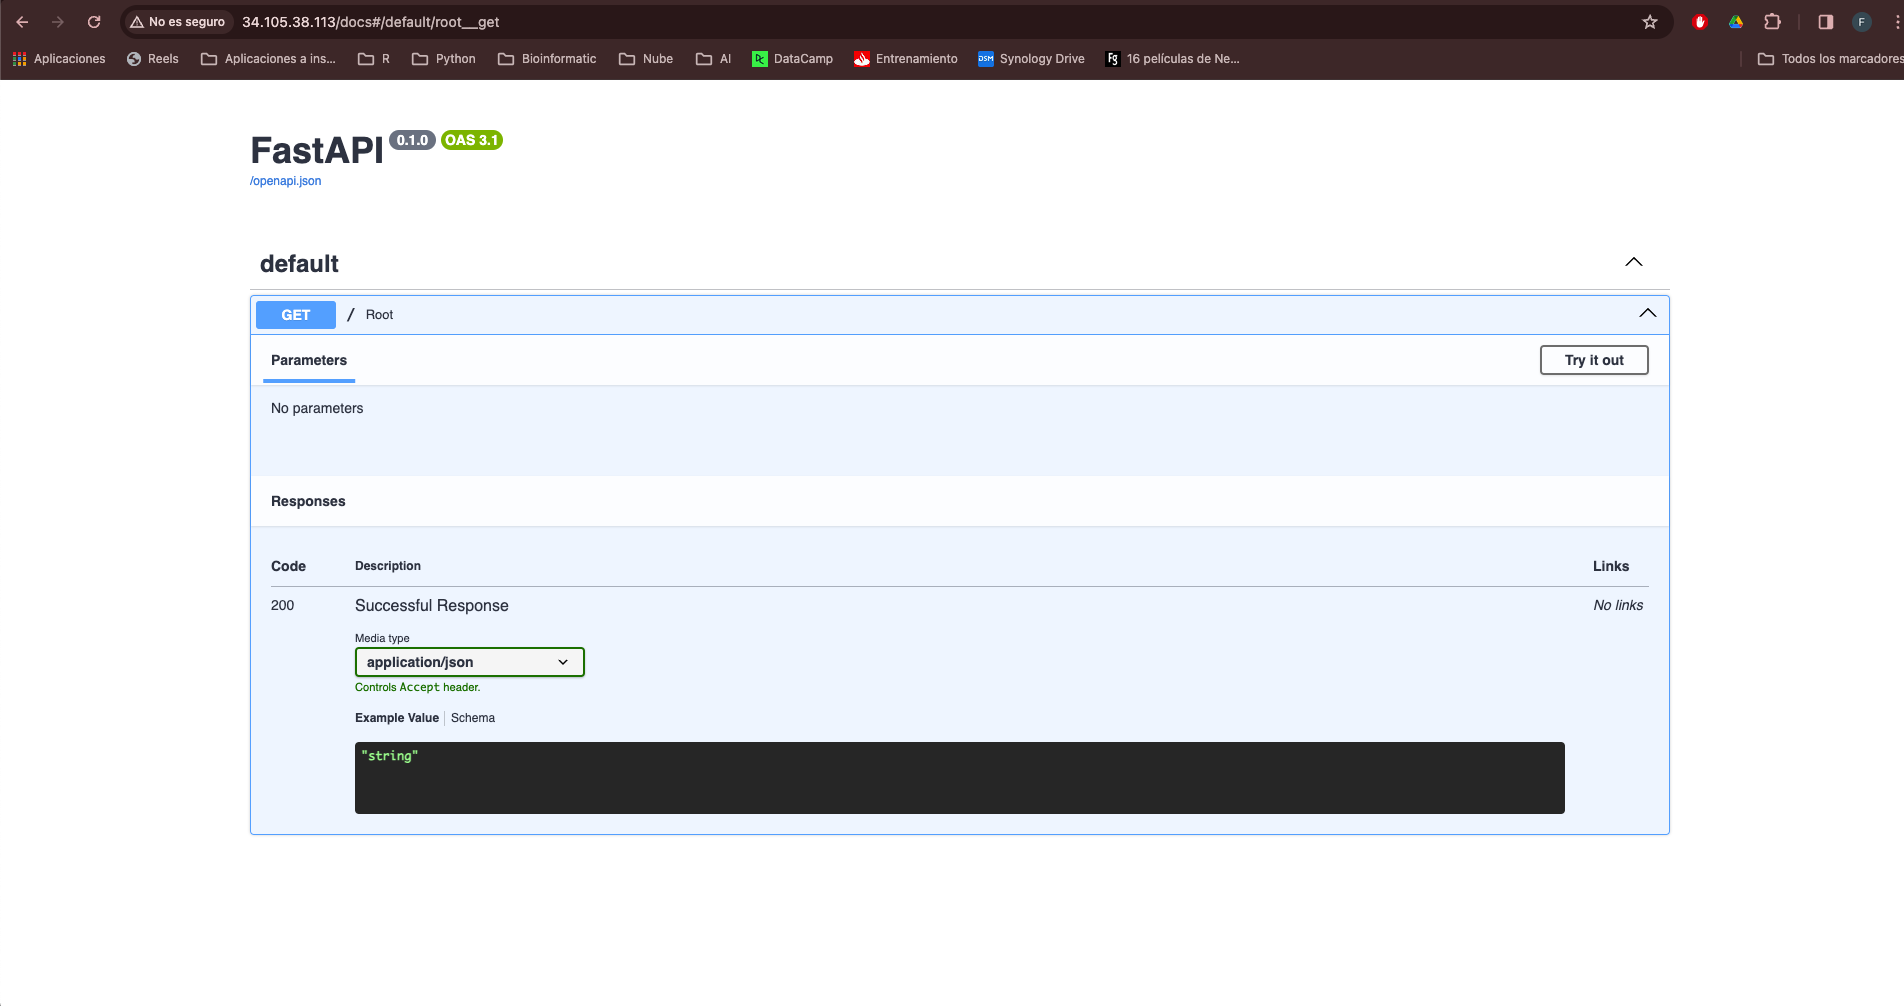 No es seguro 34.105.38.113/docs#/default/root__get F
Aplicaciones Reels Aplicaciones a ins... R Python Bioinformatic Nube AI DataCamp Entrenamiento DSM Synology Drive Fg 16 películas de Ne... Todos los marcadores
FastAPI 0.1.0 OAS 3.1
/openapi.json
default
GET / Root
Parameters Try it out
No parameters
Responses
Code Description Links
200 Successful Response No links
Media type
application/json
Controls Accept header.
Example Value Schema
"string"